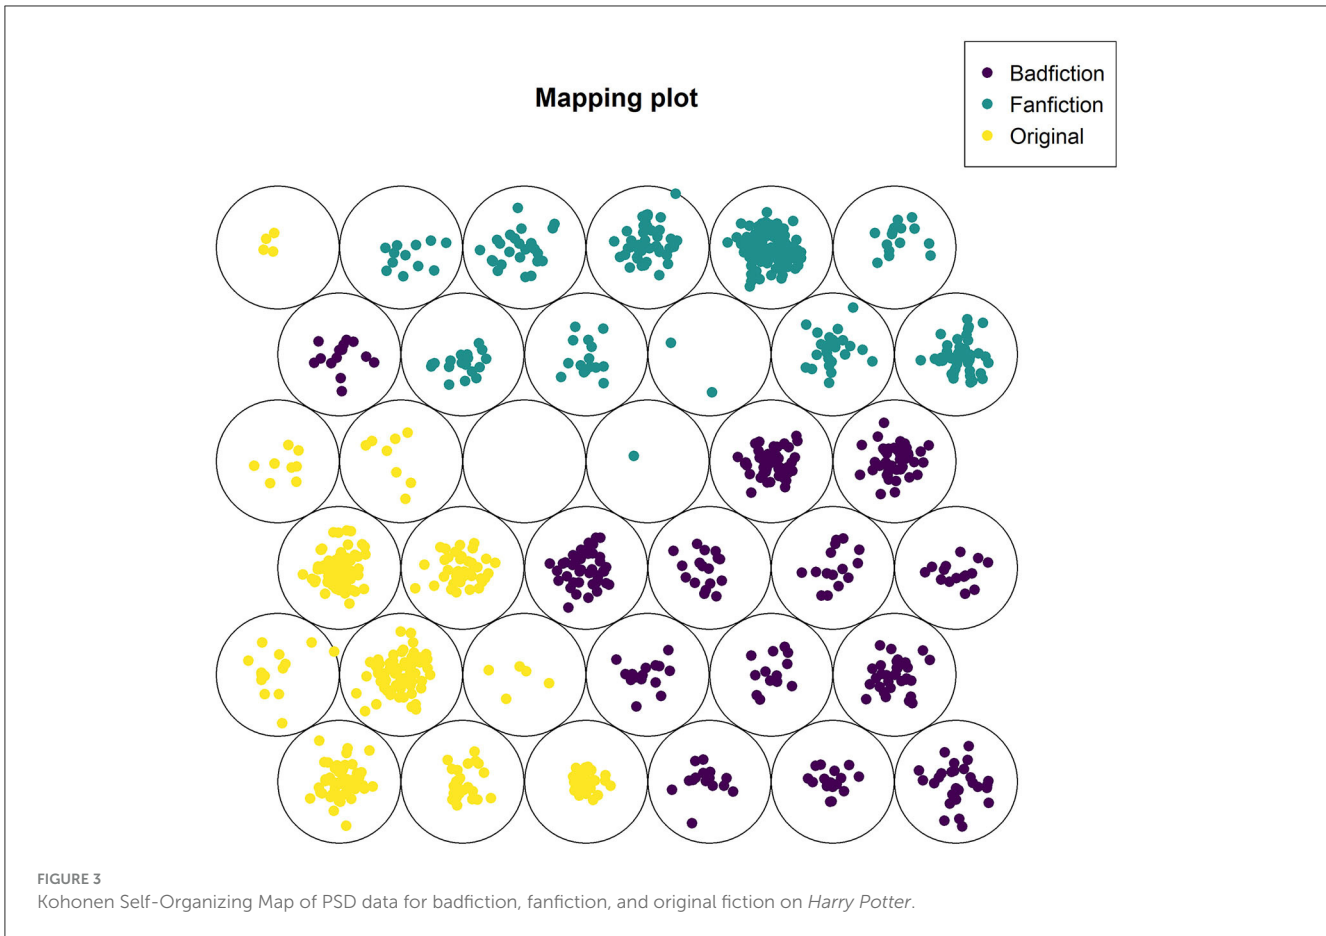 Mapping plot
Badfiction
Fanfiction
Original
FIGURE 3
Kohonen Self-Organizing Map of PSD data for badfiction, fanfiction, and original fiction on Harry Potter.